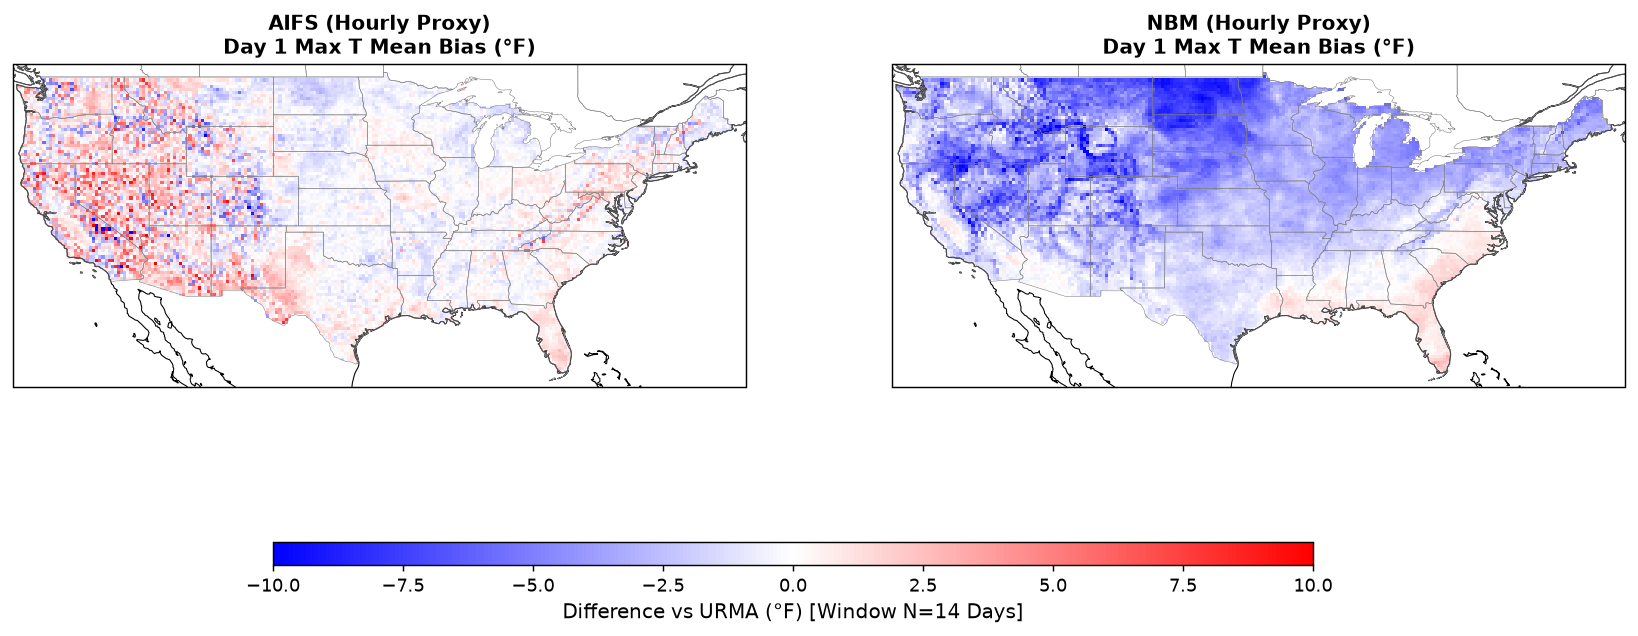 AIFS (Hourly Proxy)
Day 1 Max T Mean Bias (°F)
NBM (Hourly Proxy)
Day 1 Max T Mean Bias (°F)
−10.0 −7.5 −5.0 −2.5 0.0 2.5 5.0 7.5 10.0
Difference vs URMA (°F) [Window N=14 Days]